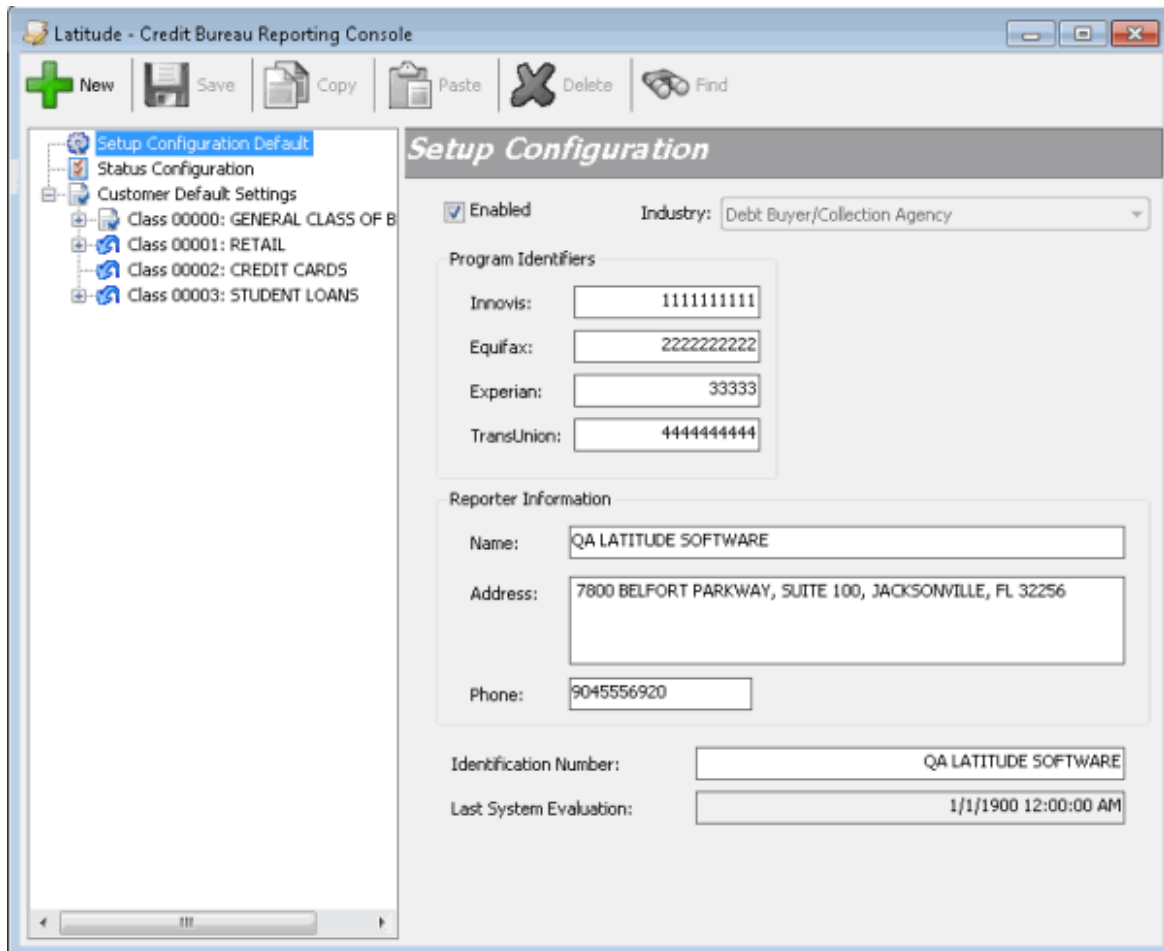 Latitude - Credit Bureau Reporting Console
New Save Copy Paste Delete Find
Setup Configuration Default
Status Configuration
Customer Default Settings
Class 00000: GENERAL CLASS OF B
Class 00001: RETAIL
Class 00002: CREDIT CARDS
Class 00003: STUDENT LOANS
Setup Configuration
Enabled Industry: Debt Buyer/Collection Agency
Program Identifiers
Innovis: 1111111111
Equifax: 2222222222
Experian: 33333
TransUnion: 4444444444
Reporter Information
Name: QA LATITUDE SOFTWARE
Address: 7800 BELFORT PARKWAY, SUITE 100, JACKSONVILLE, FL 32256
Phone: 9045556920
Identification Number: QA LATITUDE SOFTWARE
Last System Evaluation: 1/1/1900 12:00:00 AM